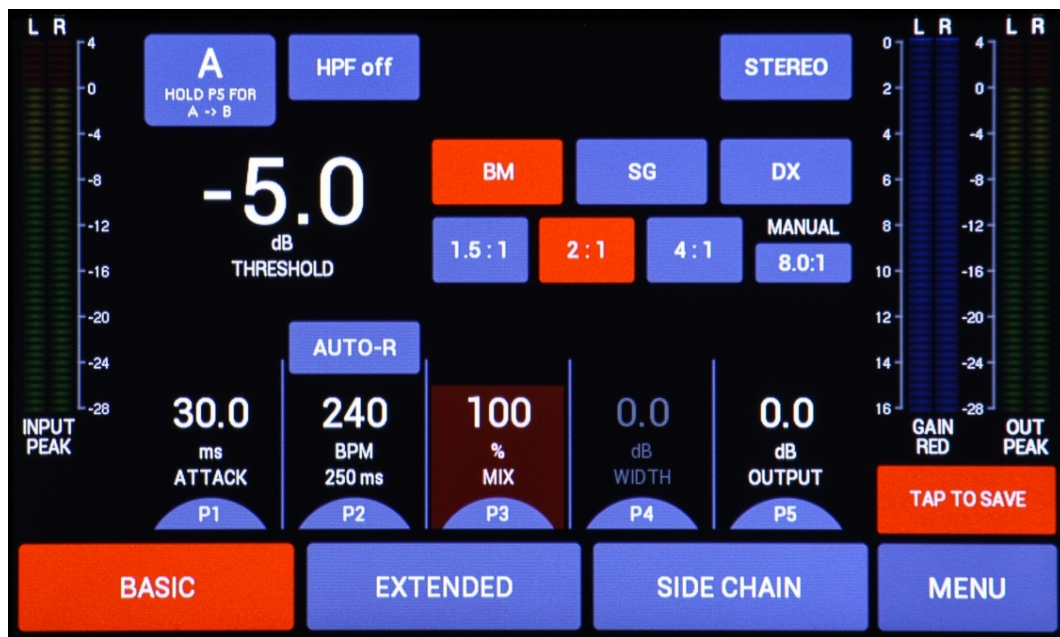 L R
L R
L R
4
0
-4
-8
-12
-16
-20
-24
-28
INPUT
PEAK
A
HOLD P5 FOR
A -> B
HPF off
STEREO
-5.0
dB
THRESHOLD
BM
SG
DX
1.5 : 1
2 : 1
4 : 1
MANUAL
8.0:1
AUTO-R
30.0
ms
ATTACK
P1
240
BPM
250 ms
P2
100
%
MIX
P3
0.0
dB
WIDTH
P4
0.0
dB
OUTPUT
P5
0
2
4
6
8
10
12
14
16
GAIN
RED
4
0
-4
-8
-12
-16
-20
-24
-28
OUT
PEAK
TAP TO SAVE
BASIC
EXTENDED
SIDE CHAIN
MENU